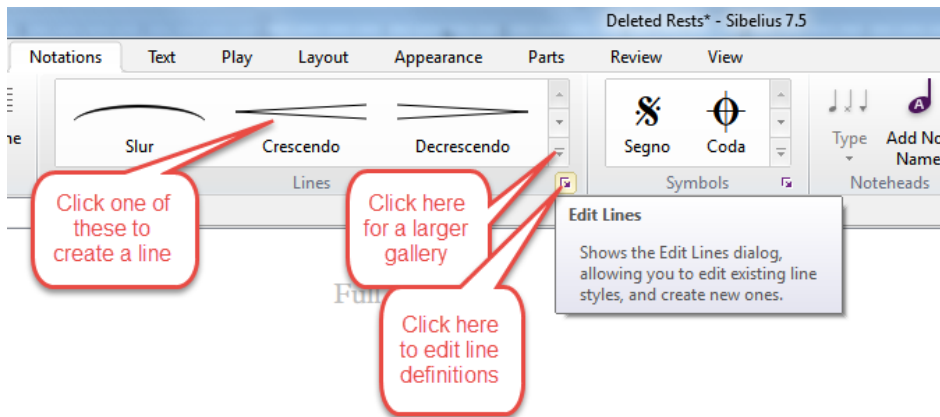 Deleted Rests* - Sibelius 7.5
Notations Text Play Layout Appearance Parts Review View
Slur Crescendo Decrescendo
Segno Coda
Type
Add No
Name
Lines
Symbols
Noteheads
Click one of
these to
create a line
Click here
for a larger
gallery
Click here
to edit line
definitions
Edit Lines
Shows the Edit Lines dialog,
allowing you to edit existing line
styles, and create new ones.
Full